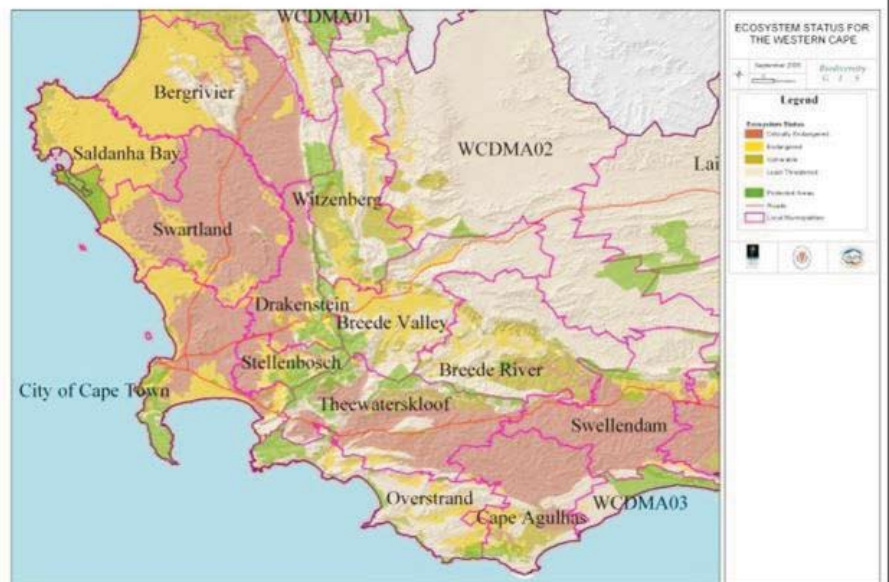 WCDMA01
Bergrivier
Saldanha Bay
WCDMA02
Lai
Witzenberg
Swartland
Drakenstein
Breede Valley
Stellenbosch
Breede River
City of Cape Town
Theewaterskloof
Swellendam
Overstrand
WCDMA03
Cape Agulhas
ECOSYSTEM STATUS FOR
THE WESTERN CAPE
Biodiversity
G I S
Legend
Ecosystem Status
Critically Endangered
Endangered
Vulnerable
Least Threatened
Protected Areas
Roads
Local Municipalities